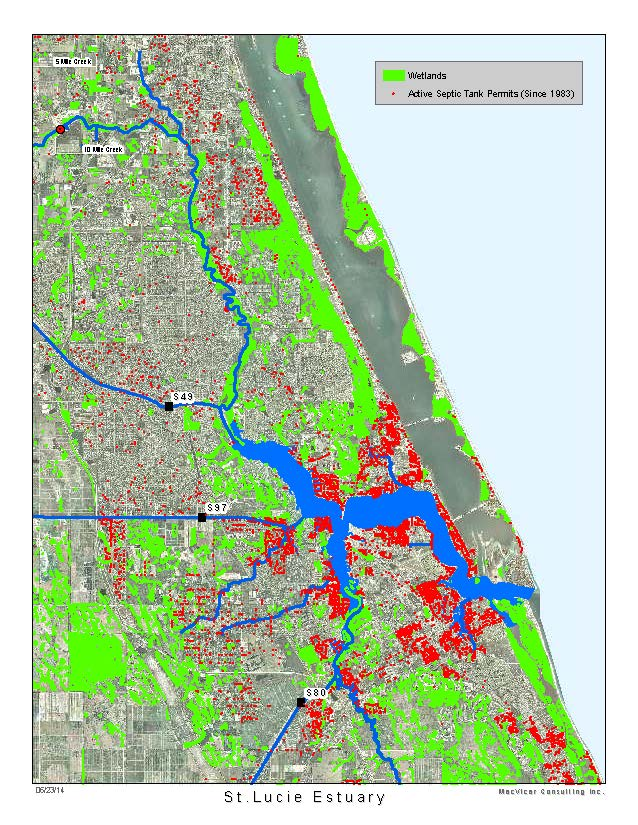 5 Mile Creek
Wetlands
Active Septic Tank Permits (Since 1983)
10 Mile Creek
S49
S97
S80
06/23/14
MacVicar Consulting Inc.
St.Lucie Estuary